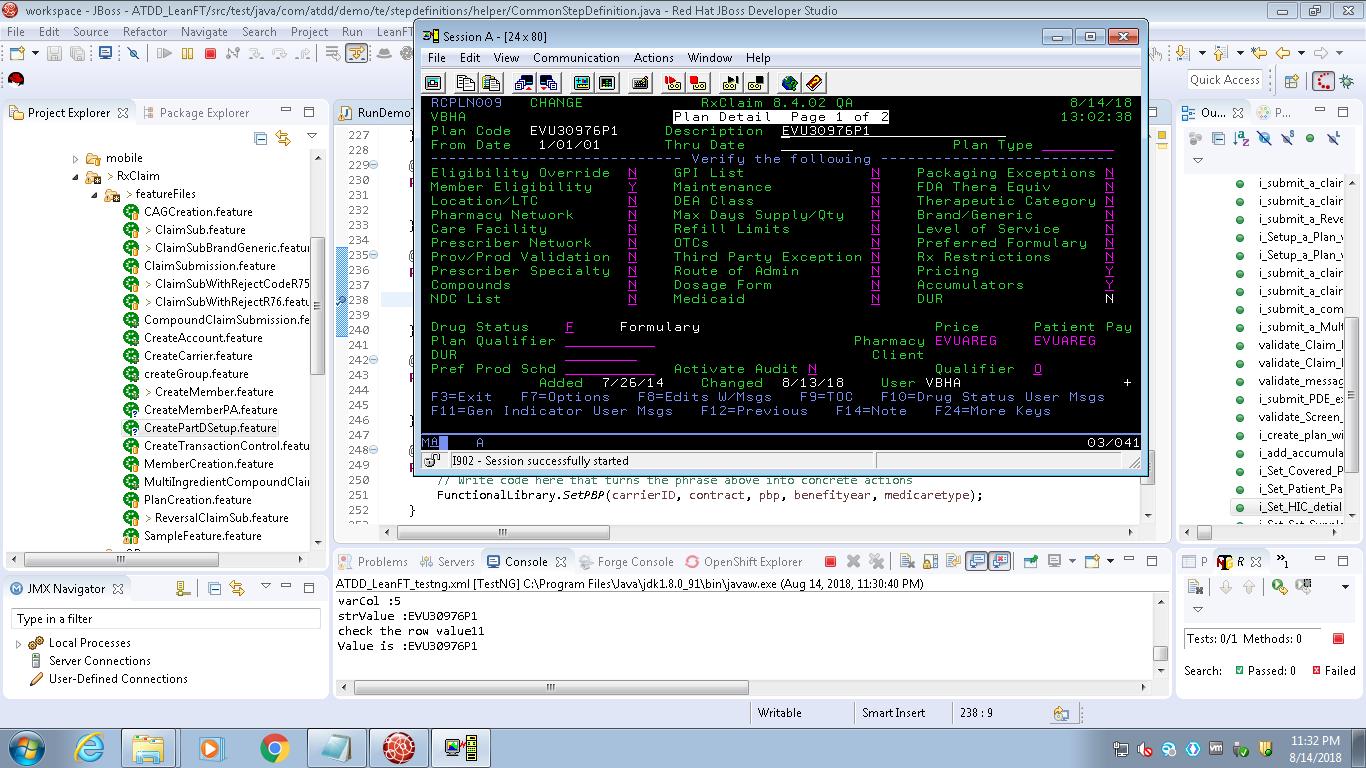 workspace - JBoss - ATDD_LeanFT/src/test/java/com/atdd/demo/te/stepdefinitions/helper/CommonStepDefinition.java - Red Hat JBoss Developer Studio
File Edit Source Refactor Navigate Search Project Run LeanFT
Quick Access
Project Explorer
Package Explorer
mobile
> RxClaim
> featureFiles
CAGCreation.feature
> ClaimSub.feature
> ClaimSubBrandGeneric.featur
ClaimSubmission.feature
> ClaimSubWithRejectCodeR75
> ClaimSubWithRejectR76.featu
CompoundClaimSubmission.fe
CreateAccount.feature
CreateCarrier.feature
createGroup.feature
> CreateMember.feature
CreateMemberPA.feature
CreatePartDSetup.feature
CreateTransactionControl.featu
MemberCreation.feature
MultiIngredientCompoundClai
PlanCreation.feature
> ReversalClaimSub.feature
SampleFeature.feature
JMX Navigator
Type in a filter
Local Processes
Server Connections
User-Defined Connections
RunDemoT
227 }
228
229 @
230
231
232
233 }
234
235 @
236
237
238
239
240 }
241
242 @
243
244
245
246 }
247
248 @
249
250 // Write code here that turns the phrase above into concrete actions
251 FunctionalLibrary.SetPBP(carrierID, contract, pbp, benefityear, medicaretype);
252 }
Session A - [24 x 80]
File Edit View Communication Actions Window Help
RCPLN009 CHANGE RxClaim 8.4.02 QA 8/14/18
VBHA Plan Detail Page 1 of 2 13:02:38
Plan Code EVU30976P1 Description EVU30976P1
From Date 1/01/01 Thru Date Plan Type
Verify the following
Eligibility Override N GPI List N Packaging Exceptions N
Member Eligibility Y Maintenance N FDA Thera Equiv N
Location/LTC N DEA Class N Therapeutic Category N
Pharmacy Network N Max Days Supply/Qty N Brand/Generic N
Care Facility N Refill Limits N Level of Service N
Prescriber Network N OTCs N Preferred Formulary N
Prov/Prod Validation N Third Party Exception N Rx Restrictions N
Prescriber Specialty N Route of Admin N Pricing Y
Compounds N Dosage Form N Accumulators Y
NDC List N Medicaid N DUR N
Drug Status F Formulary Price Patient Pay
Plan Qualifier Pharmacy EVUAREG EVUAREG
DUR Client
Pref Prod Schd Activate Audit N Qualifier O
Added 7/26/14 Changed 8/13/18 User VBHA +
F3=Exit F7=Options F8=Edits W/Msgs F9=TOC F10=Drug Status User Msgs
F11=Gen Indicator User Msgs F12=Previous F14=Note F24=More Keys
MA A 03/041
I902 - Session successfully started
Ou...
P...
i_submit_a_clain
i_submit_a_clain
i_submit_a_Reve
i_Setup_a_Plan_v
i_Setup_a_Plan_v
i_submit_a_clain
i_submit_a_clain
i_submit_a_com
i_submit_a_Mult
validate_Claim_I
validate_Claim_I
validate_messag
i_submit_PDE_ex
validate_Screen_
i_create_plan_wi
i_add_accumula
i_Set_Covered_P
i_Set_Patient_Pa
i_Set_HIC_detial
Problems Servers Console Forge Console OpenShift Explorer
ATDD_LeanFT_testng.xml [TestNG] C:\Program Files\Java\jdk1.8.0_91\bin\javaw.exe (Aug 14, 2018, 11:30:40 PM)
varCol :5
strValue :EVU30976P1
check the row value11
Value is :EVU30976P1
P R »1
Tests: 0/1 Methods: 0
Search: Passed: 0 Failed
Writable Smart Insert 238 : 9
11:32 PM
8/14/2018